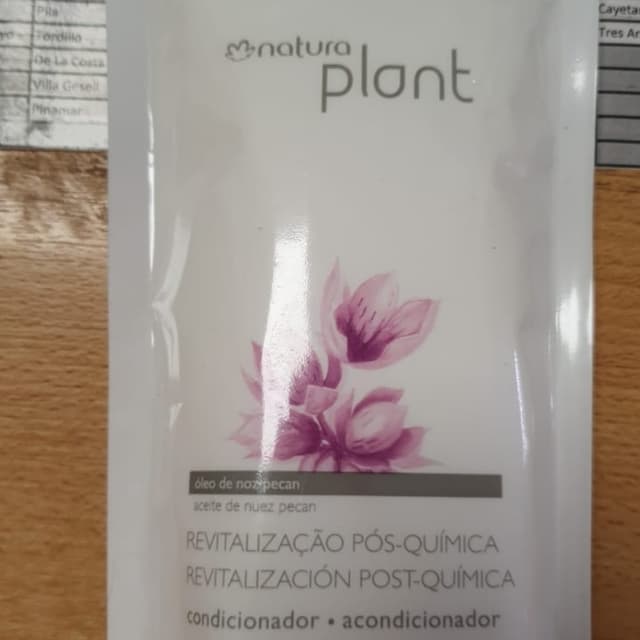 Pila
Tordillo
De La Costa
Villa Gesell
Pinamar
Tres Ar
natura
plant
óleo de noz pecan
aceite de nuez pecan
REVITALIZAÇÃO PÓS-QUÍMICA
REVITALIZACIÓN POST-QUÍMICA
condicionador • acondicionador